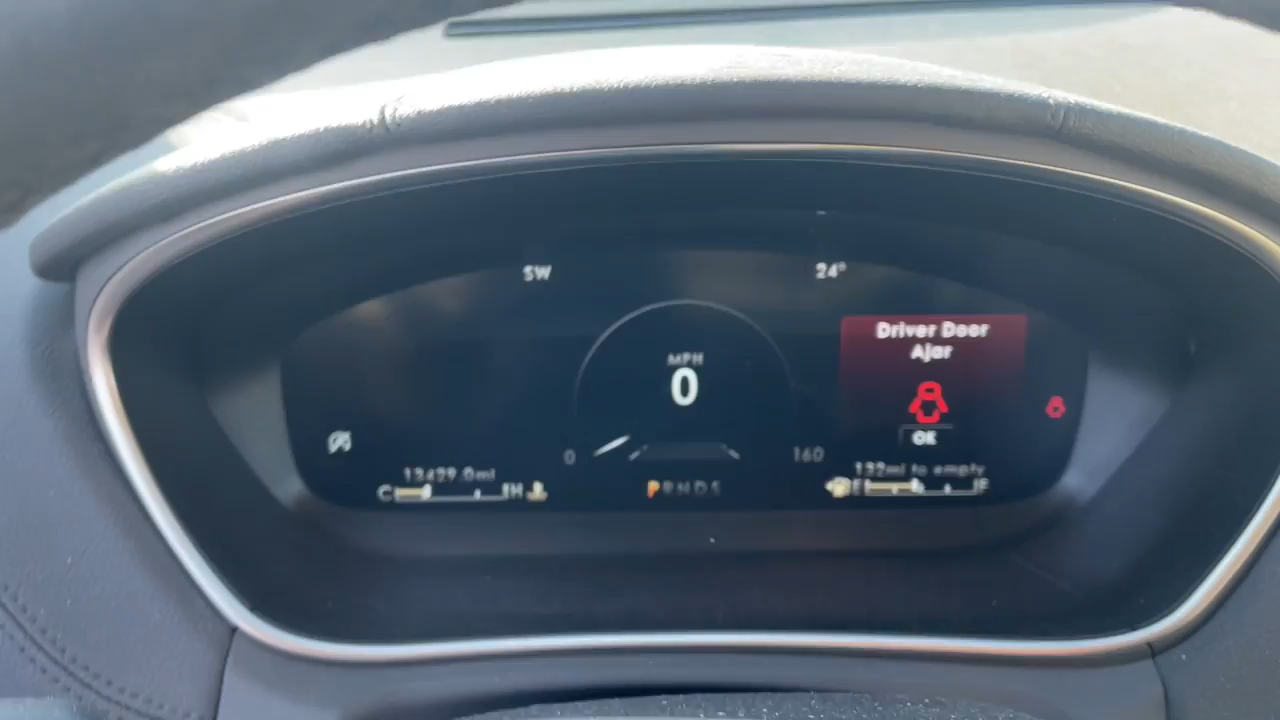 SW
24°
Driver Door
Ajar
MPH
0
OK
0
160
13429.0mi
132mi to empty
C H
PRNDS
E F